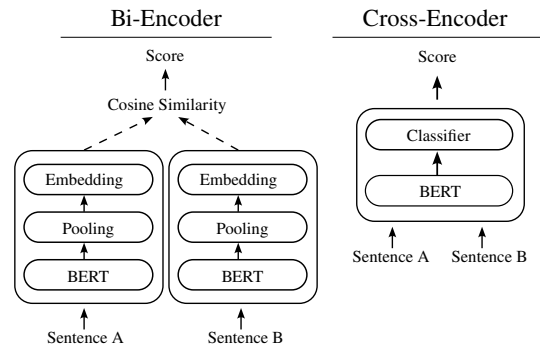 Bi-Encoder
Score
Cosine Similarity
Embedding
Pooling
BERT
Sentence A
Embedding
Pooling
BERT
Sentence B
Cross-Encoder
Score
Classifier
BERT
Sentence A
Sentence B